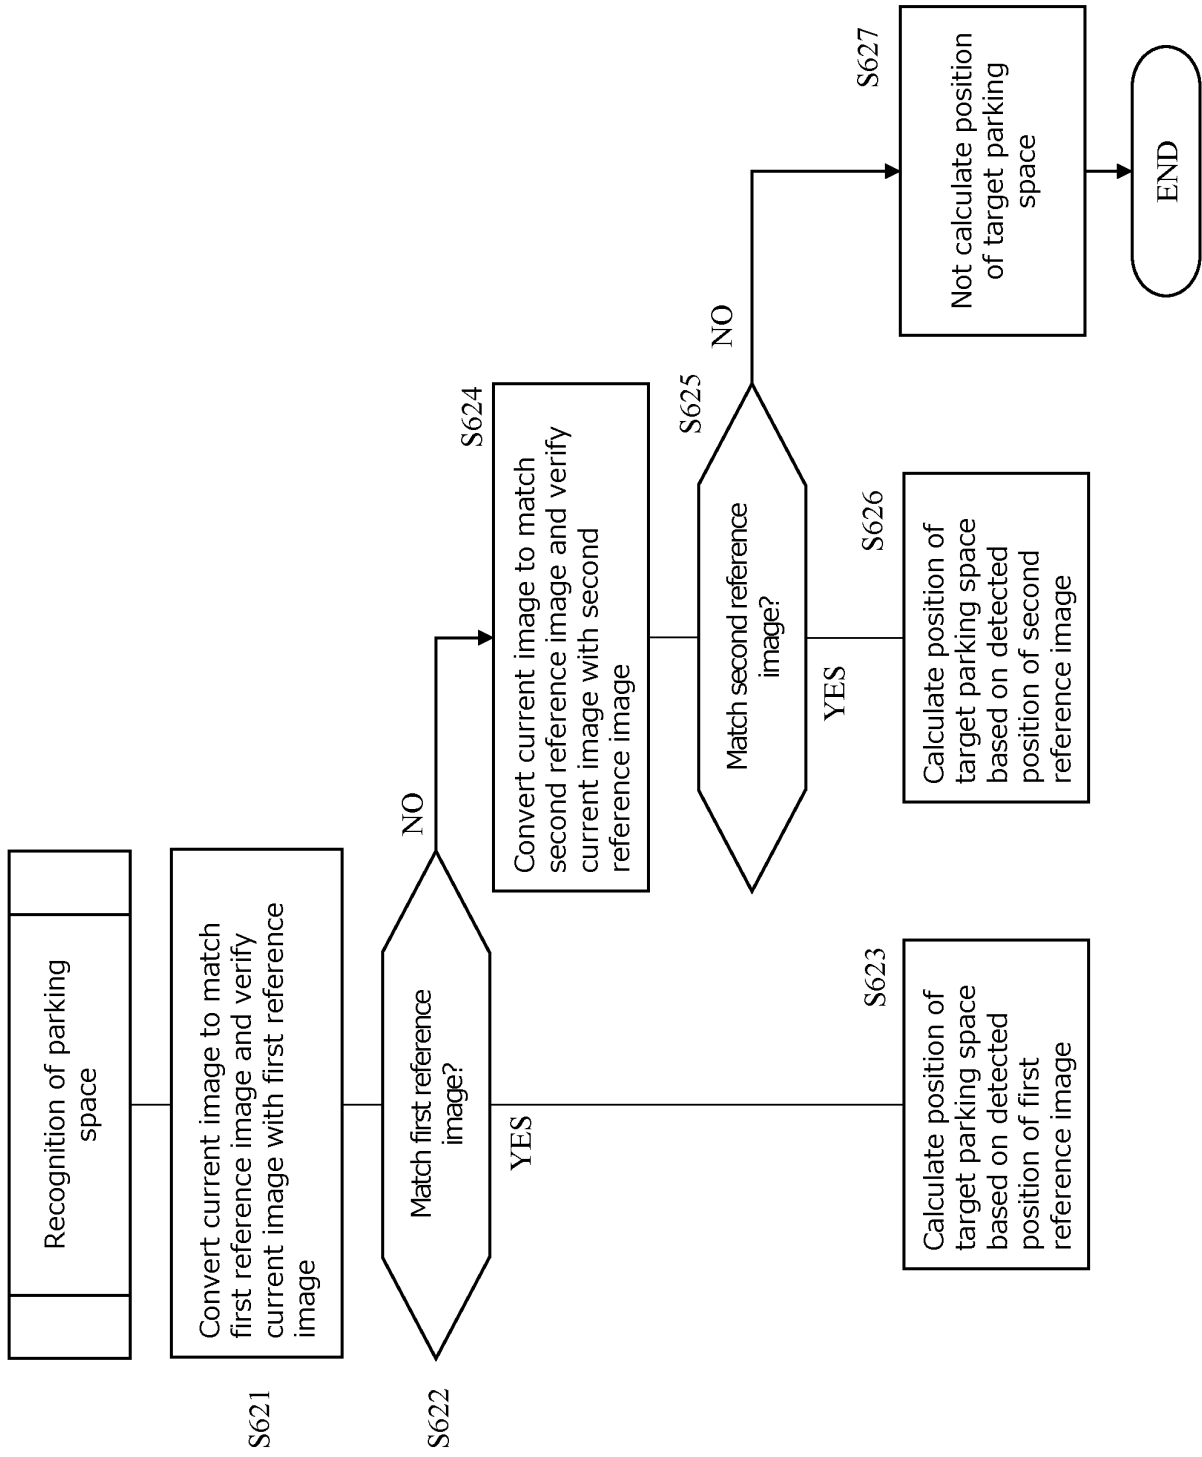 Recognition of parking
space
S621
Convert current image to match
first reference image and verify
current image with first reference
image
S622
Match first reference
image?
NO
YES
S624
Convert current image to match
second reference image and verify
current image with second
reference image
S625
Match second reference
image?
NO
YES
S623
Calculate position of
target parking space
based on detected
position of first
reference image
S626
Calculate position of
target parking space
based on detected
position of second
reference image
S627
Not calculate position
of target parking
space
END